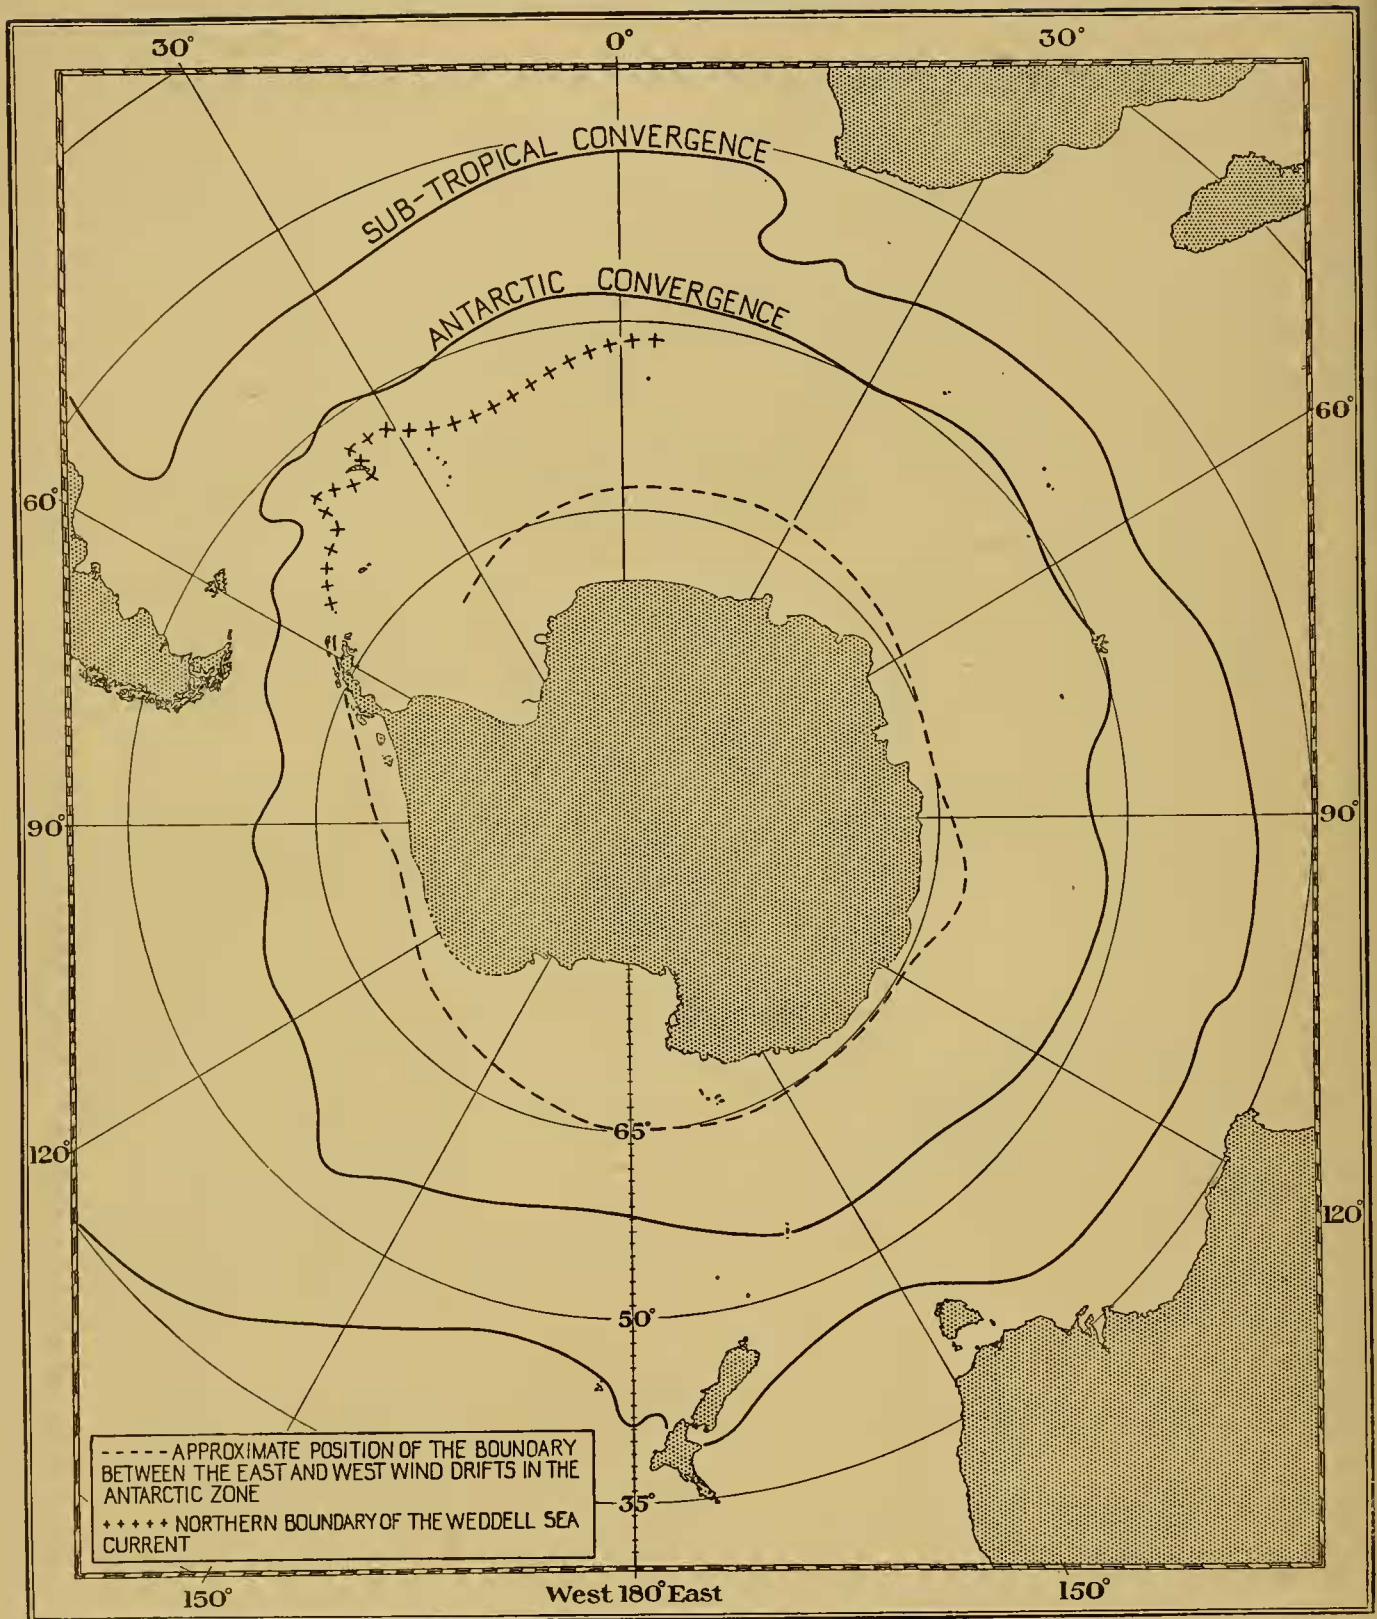 30°
0°
30°
SUB-TROPICAL CONVERGENCE
ANTARCTIC CONVERGENCE
60°
60°
90°
90°
120°
120°
65°
50°
35°
----- APPROXIMATE POSITION OF THE BOUNDARY
BETWEEN THE EAST AND WEST WIND DRIFTS IN THE
ANTARCTIC ZONE
+++++ NORTHERN BOUNDARY OF THE WEDDELL SEA
CURRENT
150°
West 180° East
150°